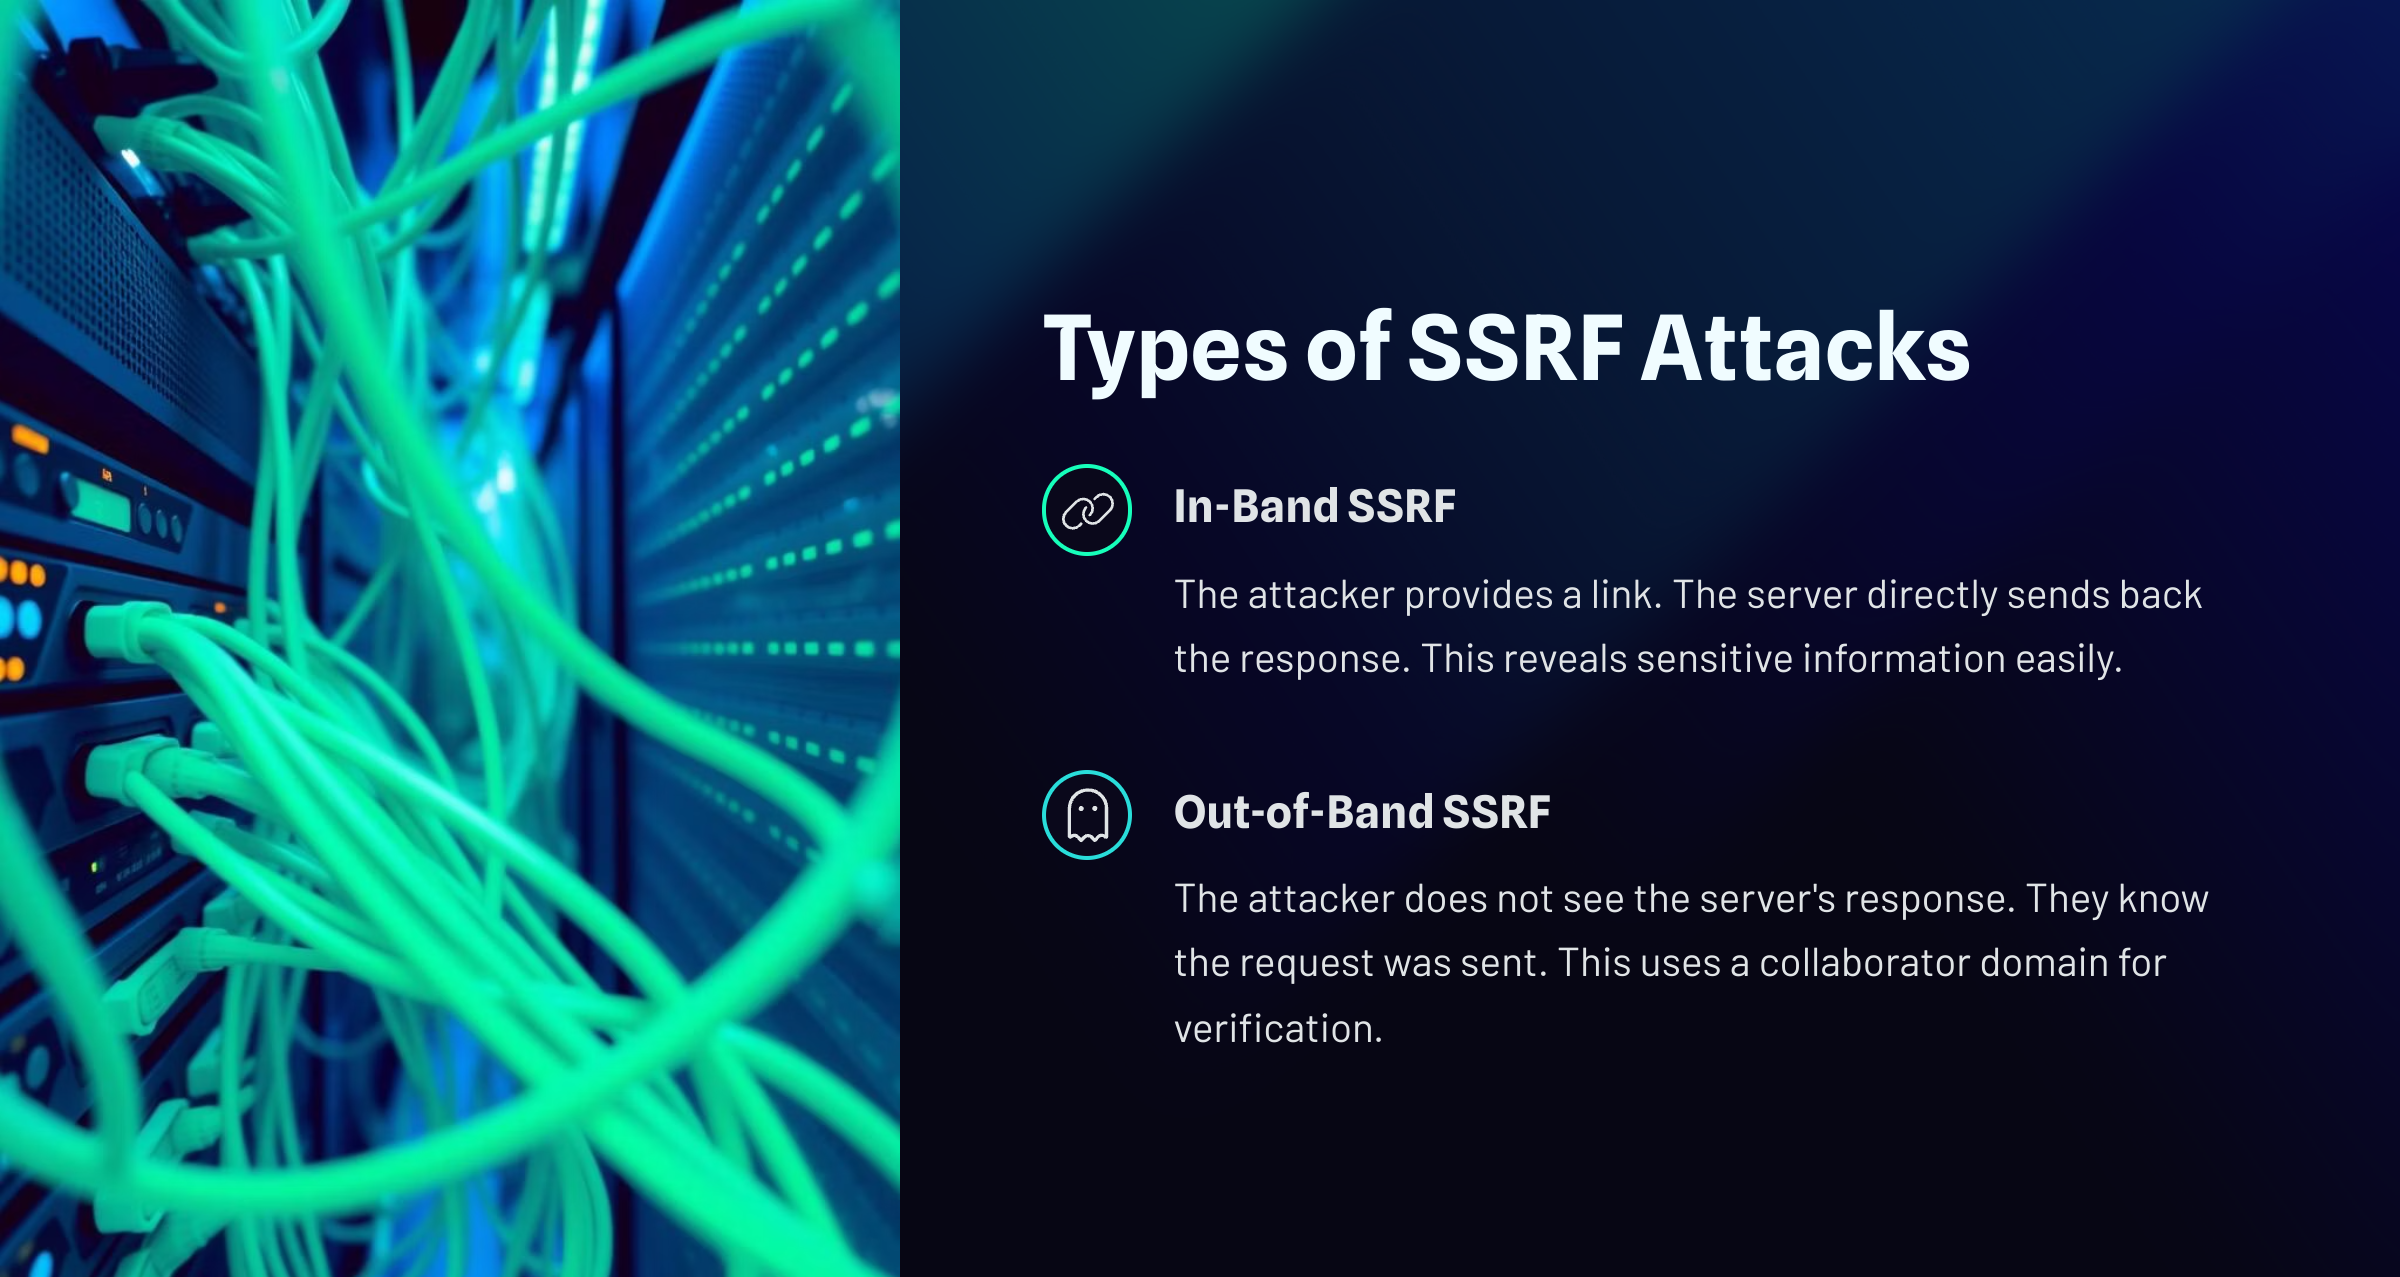 Types of SSRF Attacks
In-Band SSRF
The attacker provides a link. The server directly sends back
the response. This reveals sensitive information easily.
Out-of-Band SSRF
The attacker does not see the server's response. They know
the request was sent. This uses a collaborator domain for
verification.